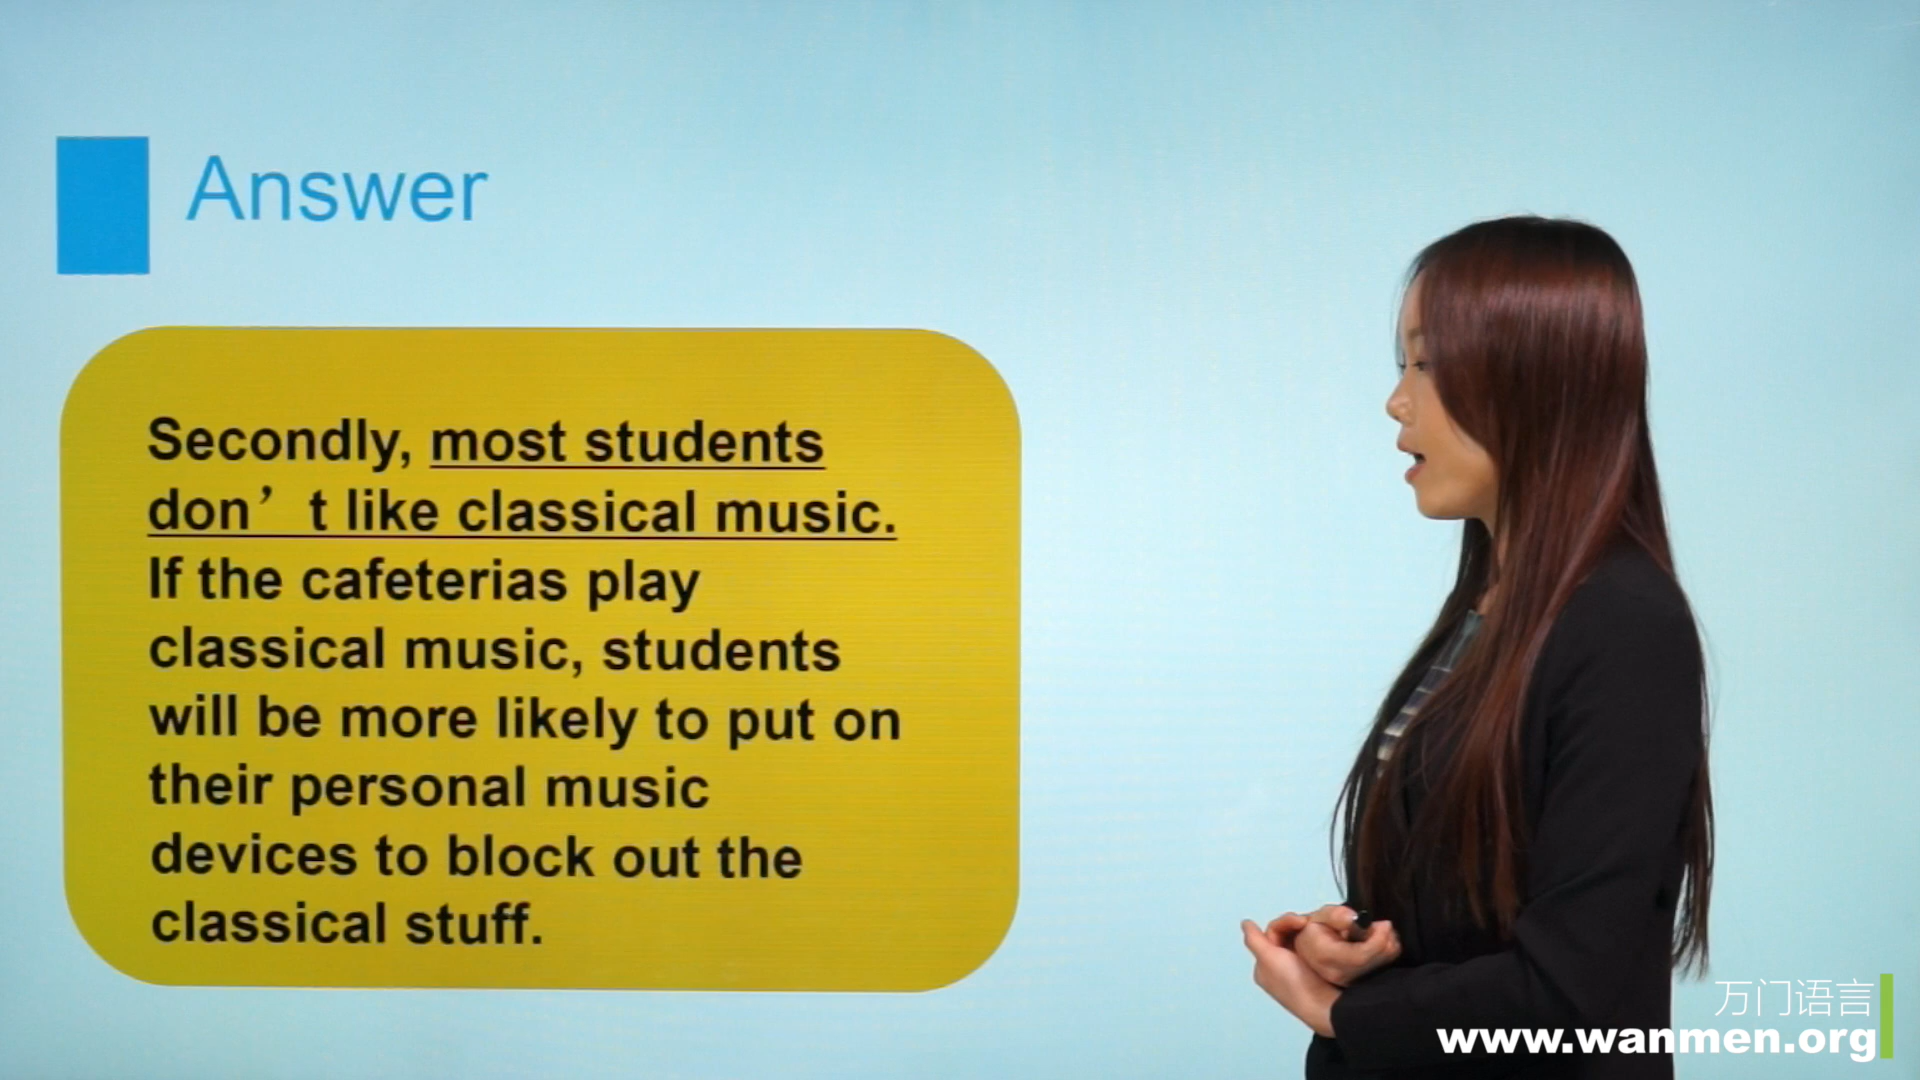 Answer
Secondly, most students
don’t like classical music.
If the cafeterias play
classical music, students
will be more likely to put on
their personal music
devices to block out the
classical stuff.
万门语言
www.wanmen.org